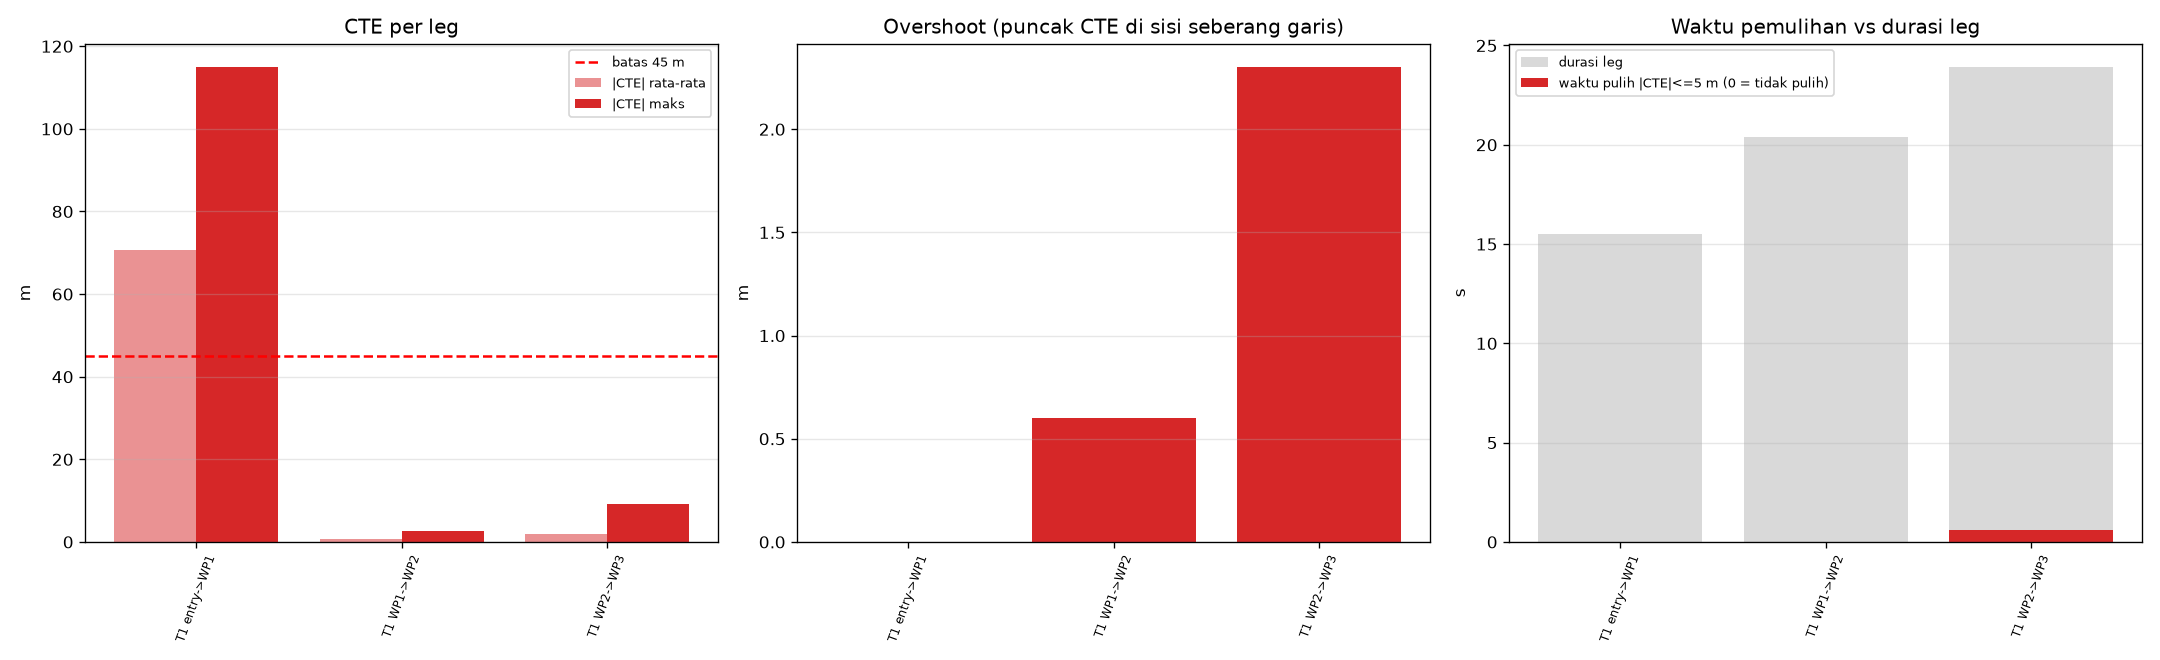 CTE per leg
120
100
80
60
40
20
0
m
batas 45 m
|CTE| rata-rata
|CTE| maks
T1 entry->WP1
T1 WP1->WP2
T1 WP2->WP3
Overshoot (puncak CTE di sisi seberang garis)
2.0
1.5
1.0
0.5
0.0
m
T1 entry->WP1
T1 WP1->WP2
T1 WP2->WP3
Waktu pemulihan vs durasi leg
25
20
15
10
5
0
s
durasi leg
waktu pulih |CTE|<=5 m (0 = tidak pulih)
T1 entry->WP1
T1 WP1->WP2
T1 WP2->WP3